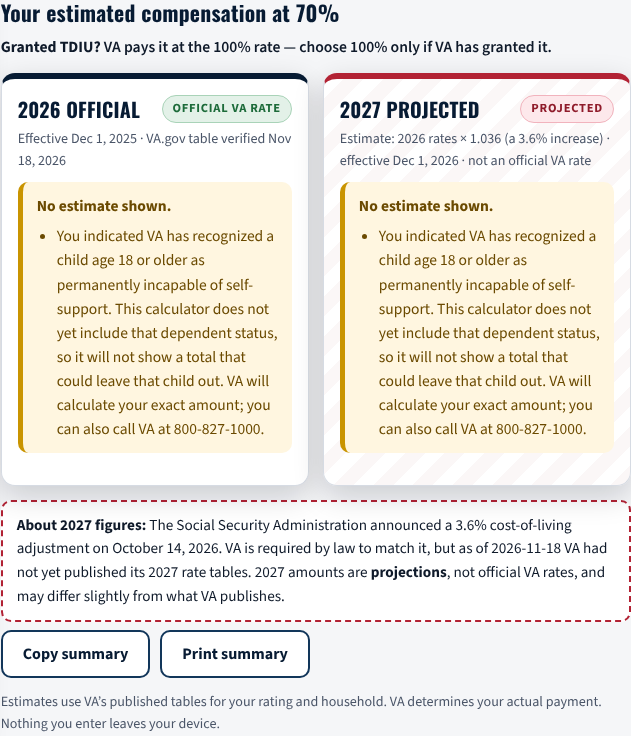 Your estimated compensation at 70%
Granted TDIU? VA pays it at the 100% rate — choose 100% only if VA has granted it.
2026 OFFICIAL
OFFICIAL VA RATE
Effective Dec 1, 2025 · VA.gov table verified Nov
18, 2026
No estimate shown.
• You indicated VA has recognized a
child age 18 or older as
permanently incapable of self-
support. This calculator does not
yet include that dependent status,
so it will not show a total that
could leave that child out. VA will
calculate your exact amount; you
can also call VA at 800-827-1000.
2027 PROJECTED
PROJECTED
Estimate: 2026 rates × 1.036 (a 3.6% increase) ·
effective Dec 1, 2026 · not an official VA rate
No estimate shown.
• You indicated VA has recognized a
child age 18 or older as
permanently incapable of self-
support. This calculator does not
yet include that dependent status,
so it will not show a total that
could leave that child out. VA will
calculate your exact amount; you
can also call VA at 800-827-1000.
About 2027 figures: The Social Security Administration announced a 3.6% cost-of-living
adjustment on October 14, 2026. VA is required by law to match it, but as of 2026-11-18 VA had
not yet published its 2027 rate tables. 2027 amounts are projections, not official VA rates, and
may differ slightly from what VA publishes.
Copy summary
Print summary
Estimates use VA’s published tables for your rating and household. VA determines your actual payment.
Nothing you enter leaves your device.